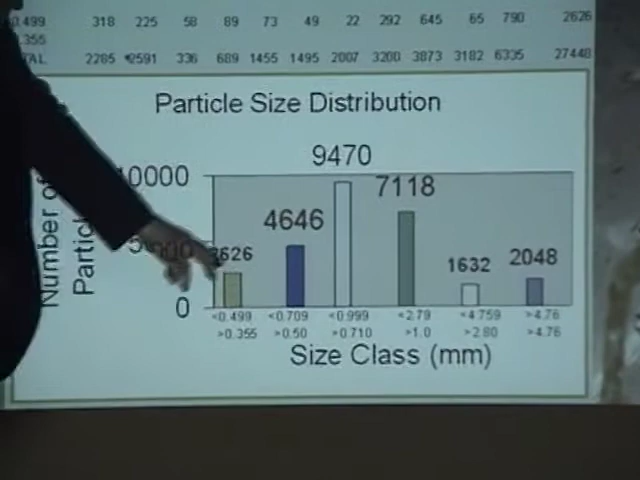 0.499 318 225 58 89 73 49 22 292 645 65 790 2626
0.355
TAL 2285 2591 336 689 1455 1495 2007 3200 3873 3182 6335 27448
Particle Size Distribution
9470
10000
7118
4646
Number of
Partic
5000
2626
1632
2048
0
<0.499 <0.709 <0.999 <2.79 <4.759 >4.76
>0.355 >0.50 >0.710 >1.0 >2.80 >4.76
Size Class (mm)